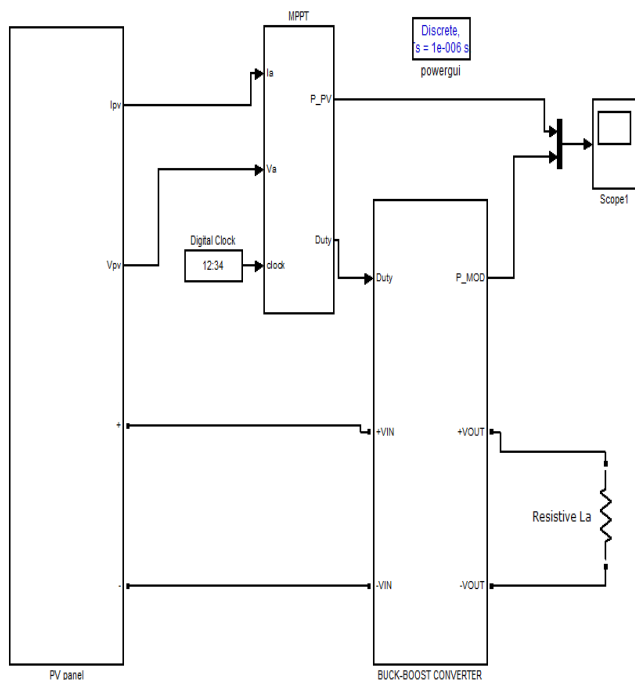 MPPT
Discrete,
Ts = 1e-006 s
powergui
Ia
Ipv
P_PV
Va
Scope1
Digital Clock
Duty
Vpv
12:34
clock
Duty
P_MOD
+
+VIN
+VOUT
Resistive La
-
-VIN
-VOUT
PV panel
BUCK-BOOST CONVERTER